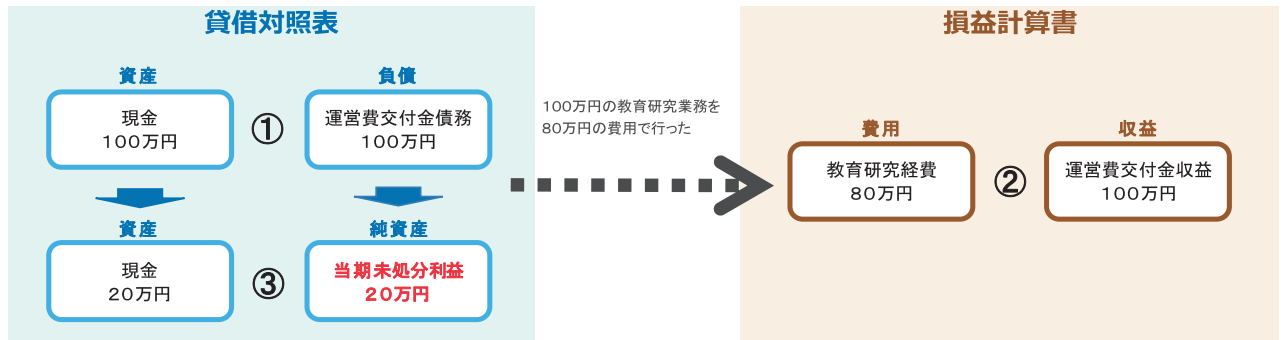 貸借対照表
資産
現金
100万円
①
負債
運営費交付金債務
100万円
資産
現金
20万円
③
純資産
当期未処分利益
20万円
100万円の教育研究業務を
80万円の費用で行った
損益計算書
費用
教育研究経費
80万円
②
収益
運営費交付金収益
100万円